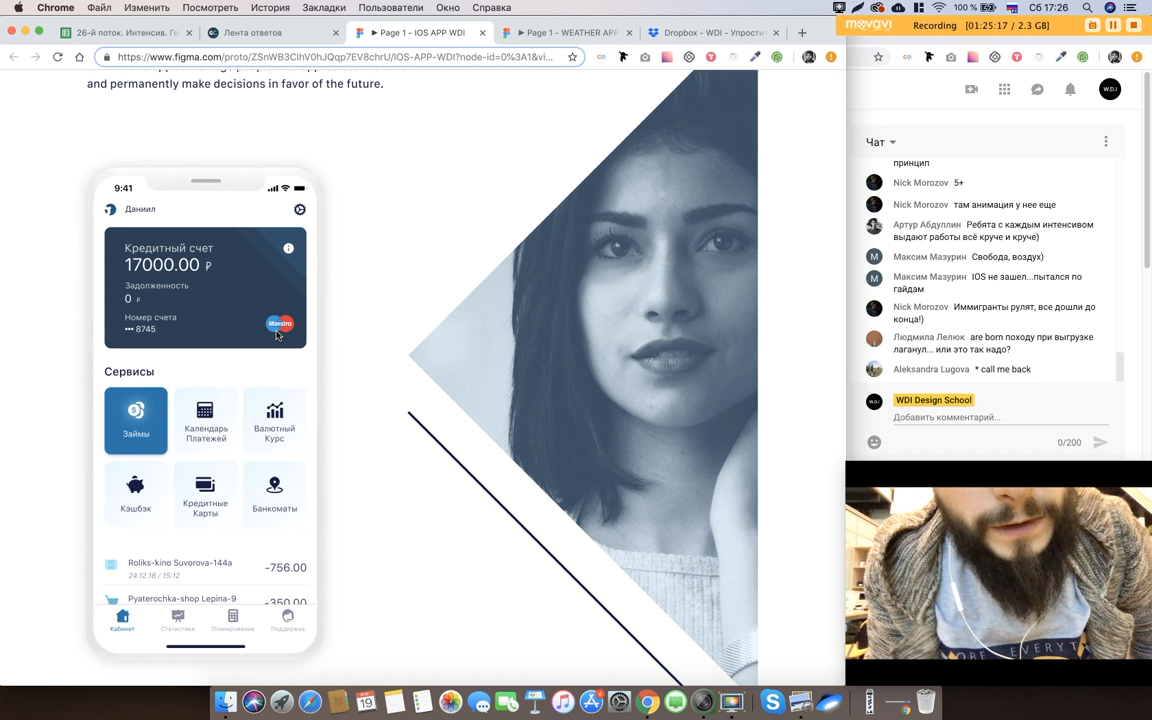 Chrome Файл Изменить Посмотреть История Закладки Пользователи Окно Справка
100 % Сб 17:26
movavi Recording [01:25:17 / 2.3 GB]
26-й поток. Интенсив.
Лента ответов
▶ Page 1 - IOS APP WDI
▶ Page 1 - WEATHER APP
Dropbox - WDI - Упрости
https://www.figma.com/proto/ZSnWB3ClhV0hJQqp7EV8chrU/IOS-APP-WDI?node-id=0%3A1&vi...
and permanently make decisions in favor of the future.
9:41
Даниил
Кредитный счет
17000.00 ₽
Задолженность
0 ₽
Номер счета
••• 8745
Maestro
Сервисы
Займы
Календарь
Платежей
Валютный
Курс
Кэшбэк
Кредитные
Карты
Банкоматы
Roliks-kino Suvorova-144a
24.12.18 / 15:12
-756.00
Pyaterochka-shop Lepina-9
-350.00
Кабинет
Статистика
Планирование
Поддержка
W.D.I
Чат
принцип
Nick Morozov 5+
Nick Morozov там анимация у нее еще
Артур Абдуллин Ребята с каждым интенсивом
выдают работы всё круче и круче)
Максим Мазурин Свобода, воздух)
Максим Мазурин IOS не зашел...пытался по
гайдам
Nick Morozov Иммигранты рулят, все дошли до
конца!)
Людмила Лелюк are born походу при выгрузке
лаганул... или это так надо?
Aleksandra Lugova * call me back
W.D.I
WDI Design School
Добавить комментарий...
0/200
19